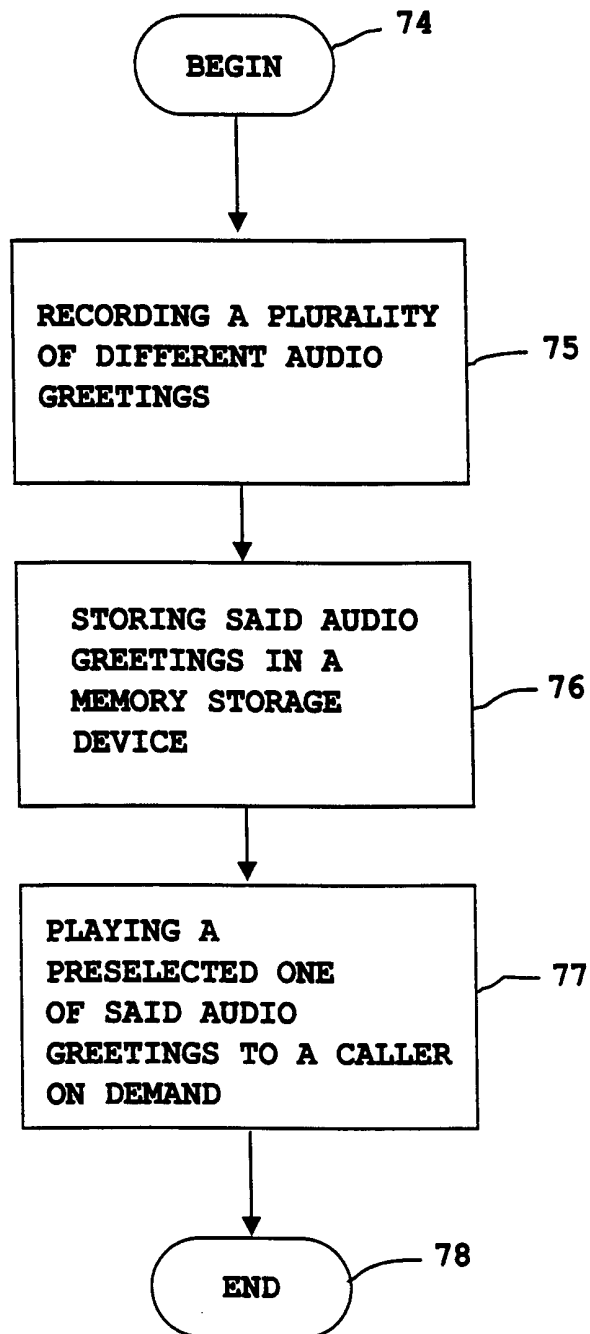 74
BEGIN
RECORDING A PLURALITY
OF DIFFERENT AUDIO
GREETINGS
75
STORING SAID AUDIO
GREETINGS IN A
MEMORY STORAGE
DEVICE
76
PLAYING A
PRESELECTED ONE
OF SAID AUDIO
GREETINGS TO A CALLER
ON DEMAND
77
78
END